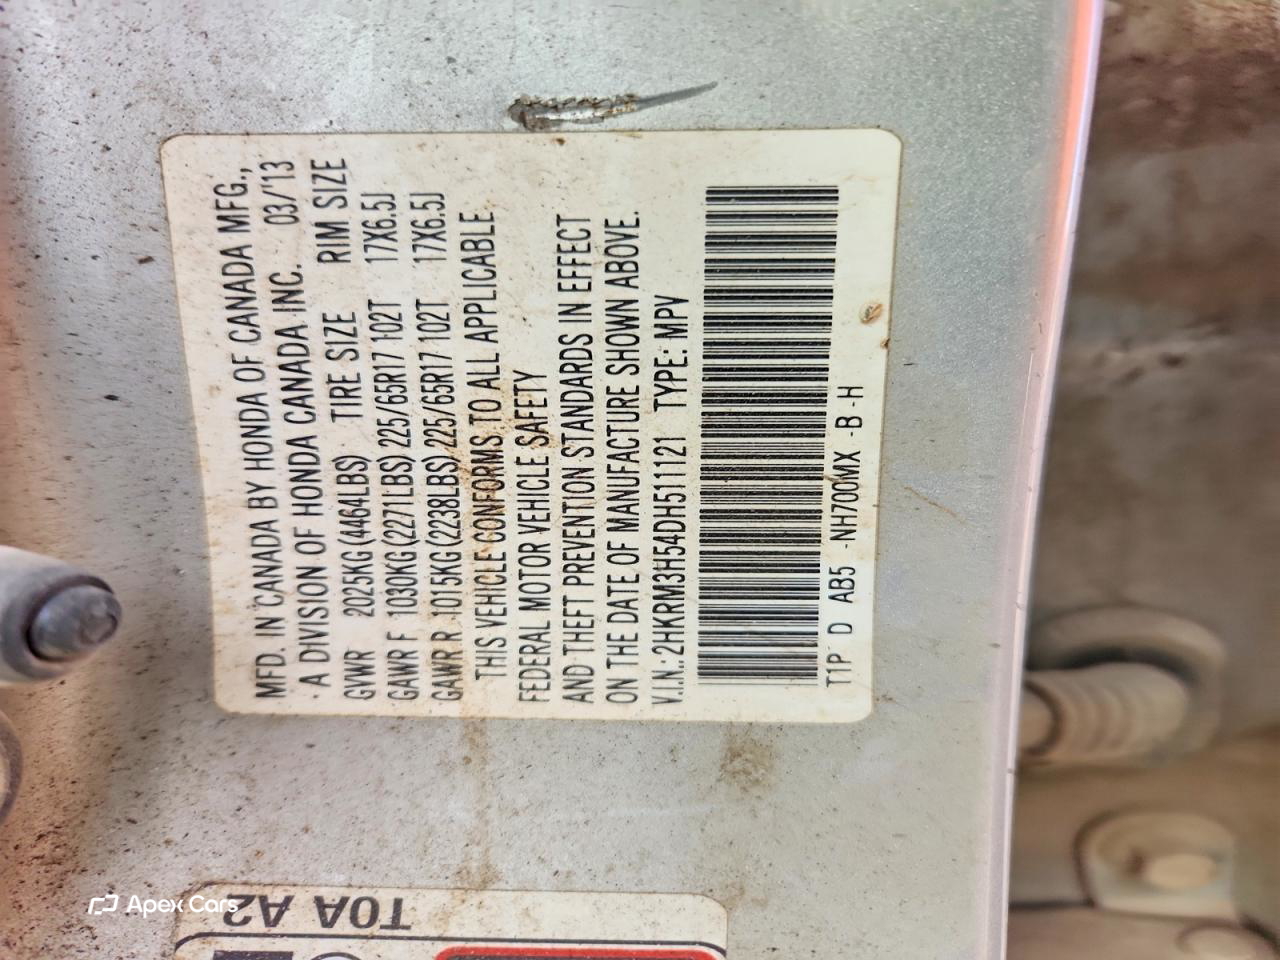 MFD. IN CANADA BY HONDA OF CANADA MFG.,
A DIVISION OF HONDA CANADA INC. 03/'13
GVWR 2025KG (4464LBS) TIRE SIZE RIM SIZE
GAWR F 1030KG (2271LBS) 225/65R17 102T 17X6.5J
GAWR R 1015KG (2238LBS) 225/65R17 102T 17X6.5J
THIS VEHICLE CONFORMS TO ALL APPLICABLE
FEDERAL MOTOR VEHICLE SAFETY
AND THEFT PREVENTION STANDARDS IN EFFECT
ON THE DATE OF MANUFACTURE SHOWN ABOVE.
V.I.N.: 2HKRM3H54DH511121 TYPE: MPV
T1P D AB5 -NH700MX -B -H
T0A A2
Apex Cars